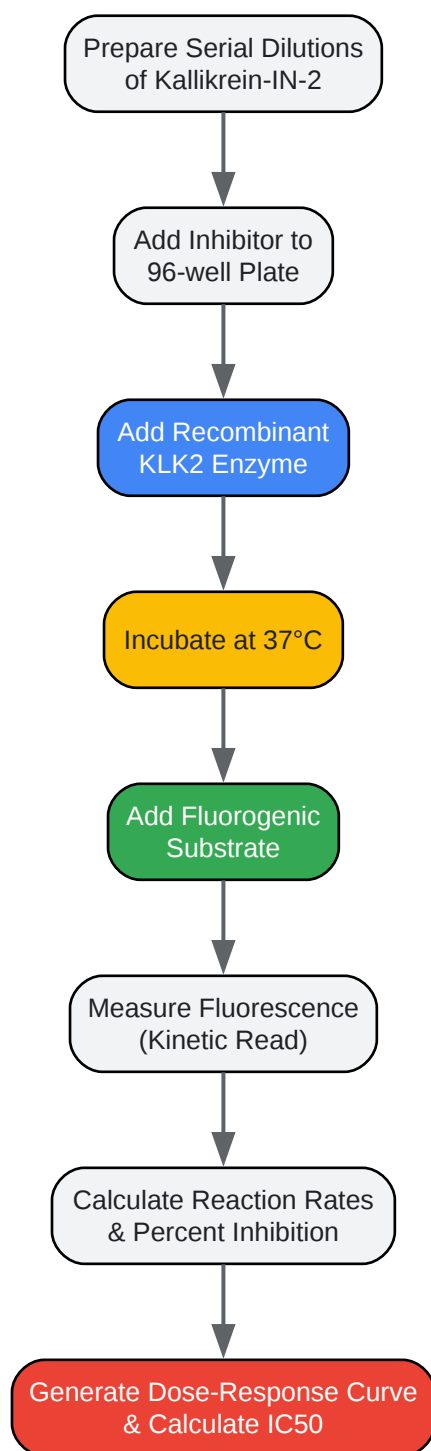 Prepare Serial Dilutions
of Kallikrein-IN-2
Add Inhibitor to
96-well Plate
Add Recombinant
KLK2 Enzyme
Incubate at 37°C
Add Fluorogenic
Substrate
Measure Fluorescence
(Kinetic Read)
Calculate Reaction Rates
& Percent Inhibition
Generate Dose-Response Curve
& Calculate IC50